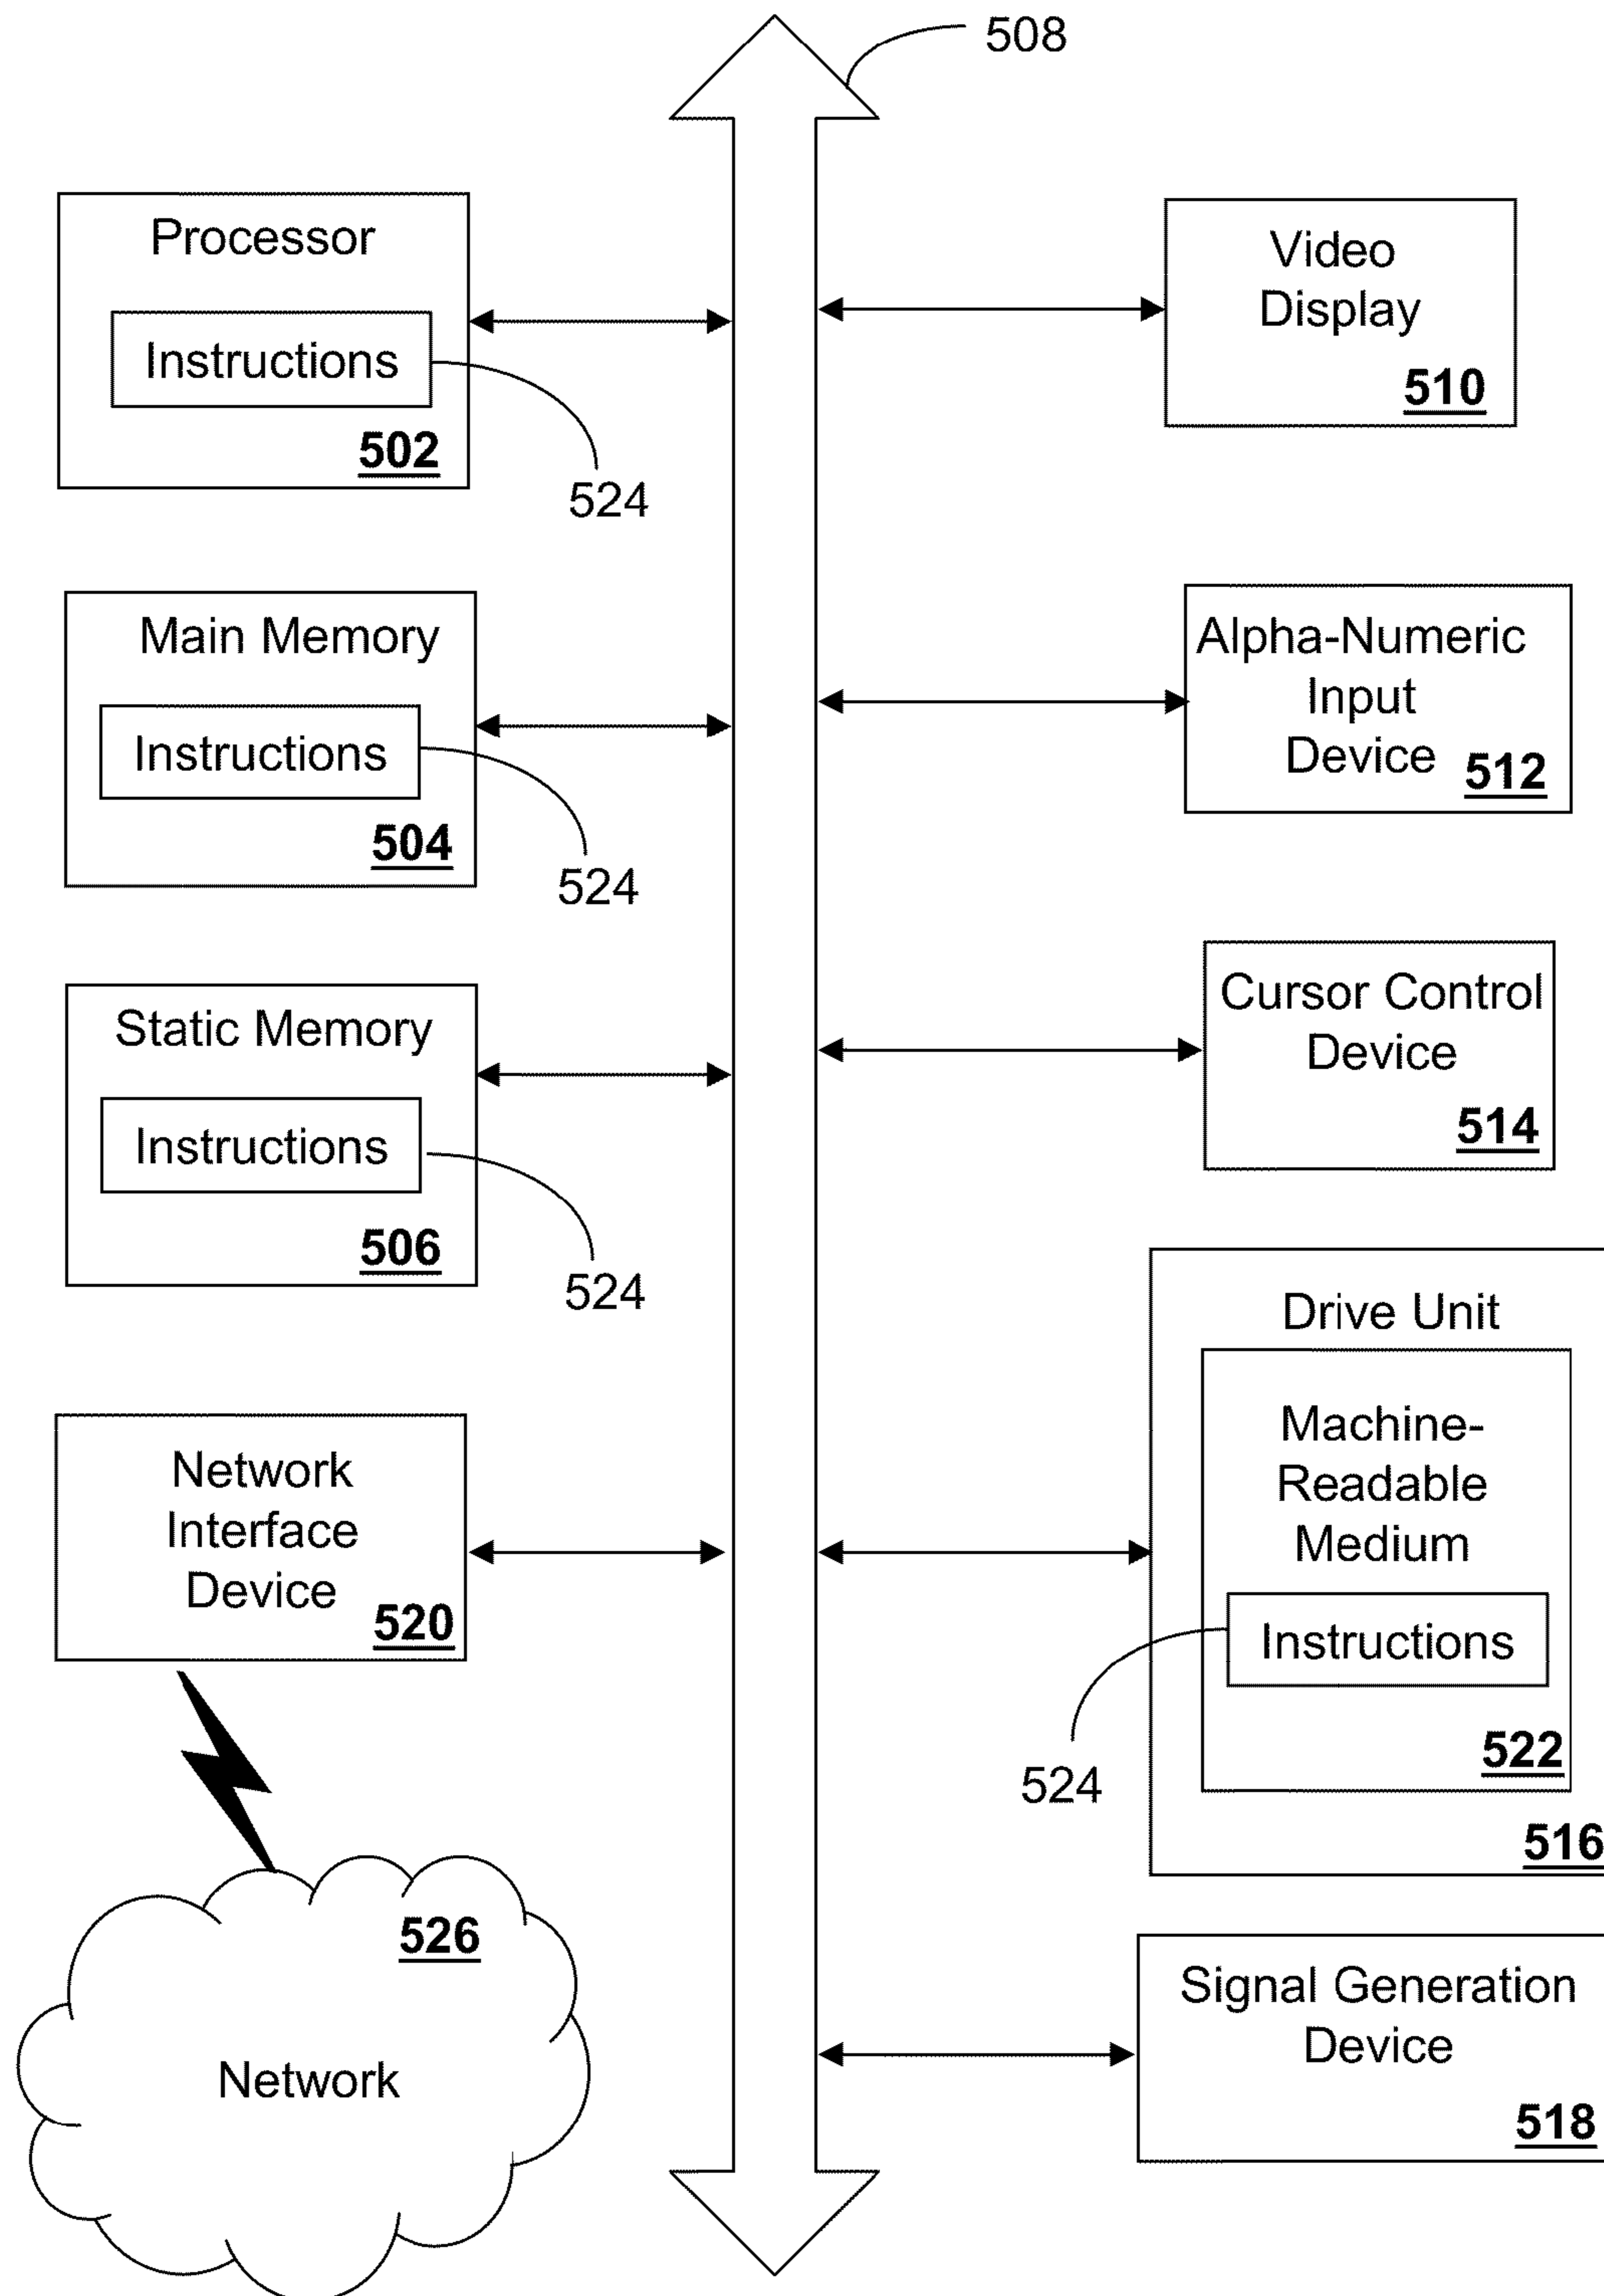 508
Processor
Instructions
502
524
Main Memory
Instructions
504
524
Static Memory
Instructions
506
524
Network
Interface
Device
520
526
Network
Video
Display
510
Alpha-Numeric
Input
Device 512
Cursor Control
Device
514
Drive Unit
Machine-
Readable
Medium
Instructions
522
524
516
Signal Generation
Device
518